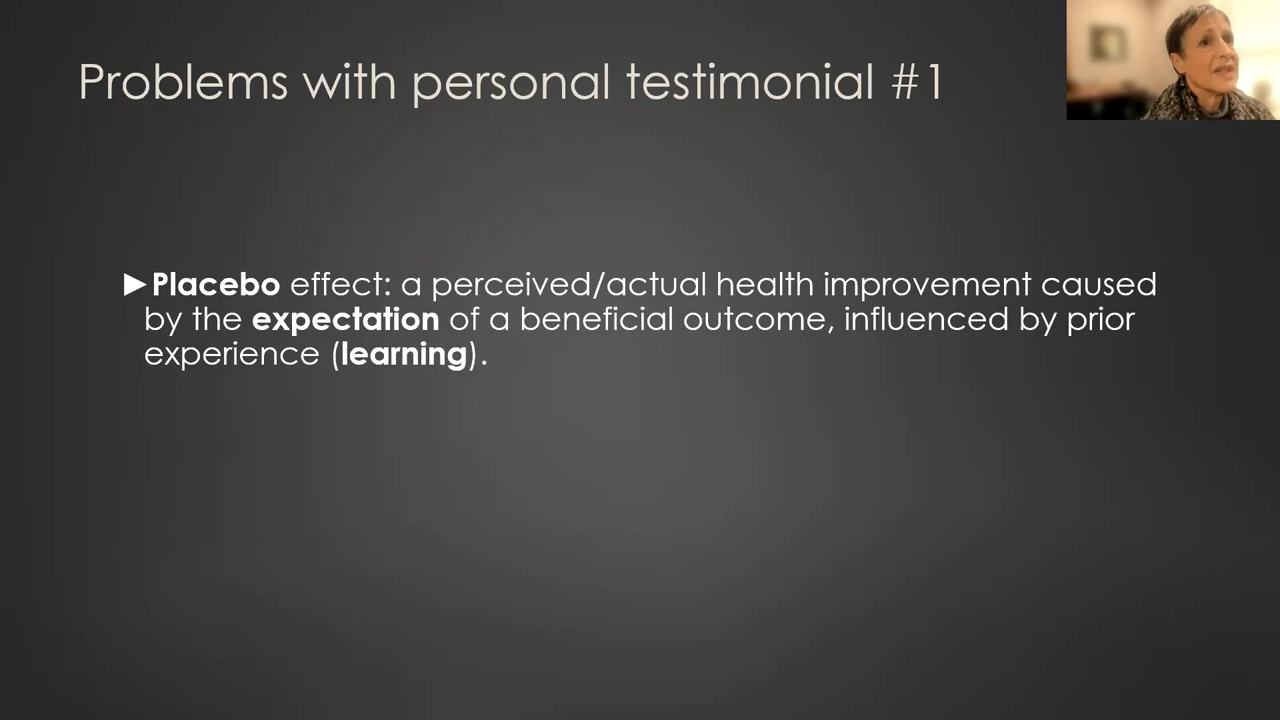 Problems with personal testimonial #1
►Placebo effect: a perceived/actual health improvement caused
by the expectation of a beneficial outcome, influenced by prior
experience (learning).